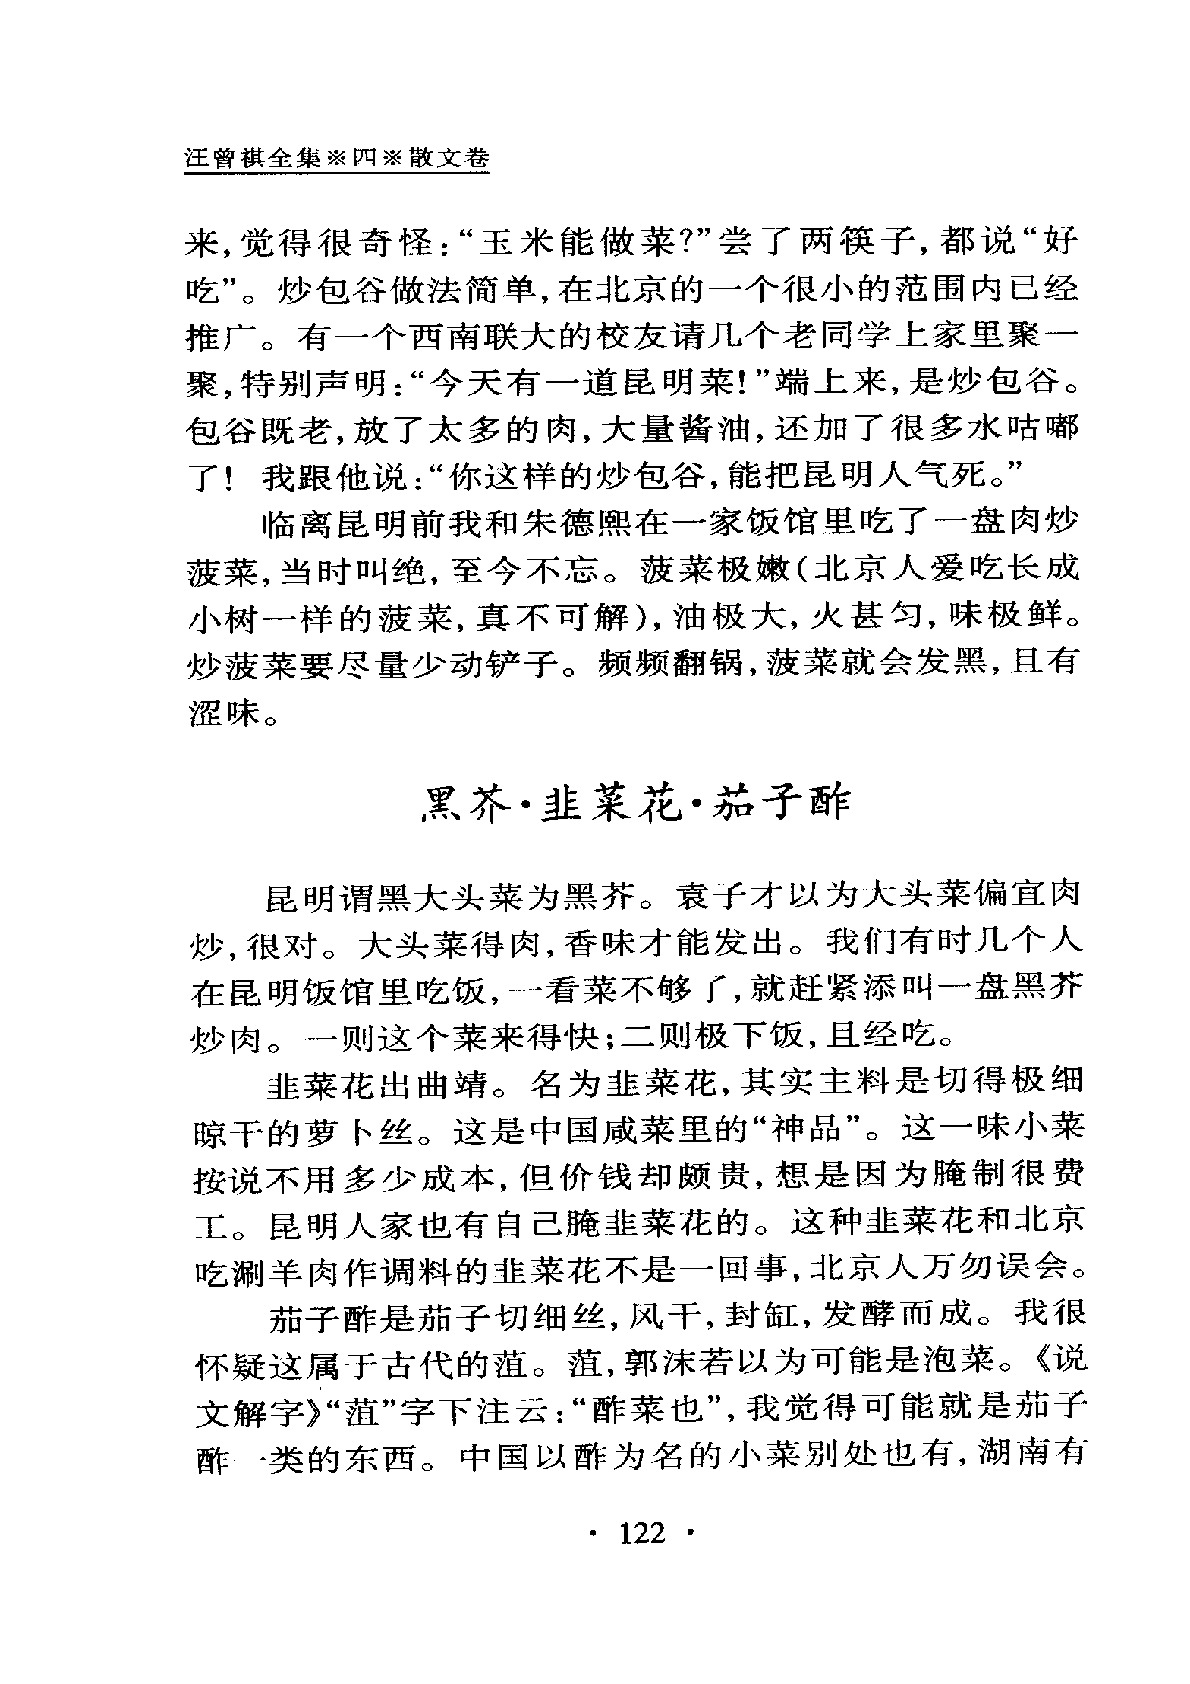 汪曾祺全集※四※散文卷
来,觉得很奇怪:“玉米能做菜?”尝了两筷子,都说“好
吃”。炒包谷做法简单,在北京的一个很小的范围内已经
推广。有一个西南联大的校友请几个老同学上家里聚一
聚,特别声明:“今天有一道昆明菜!”端上来,是炒包谷。
包谷既老,放了太多的肉,大量酱油,还加了很多水咕嘟
了! 我跟他说:“你这样的炒包谷,能把昆明人气死。”
临离昆明前我和朱德熙在一家饭馆里吃了一盘肉炒
菠菜,当时叫绝,至今不忘。菠菜极嫩(北京人爱吃长成
小树一样的菠菜,真不可解),油极大,火甚匀,味极鲜。
炒菠菜要尽量少动铲子。频频翻锅,菠菜就会发黑,且有
涩味。
黑芥·韭菜花·茄子酢
昆明谓黑大头菜为黑芥。袁子才以为大头菜偏宜肉
炒,很对。大头菜得肉,香味才能发出。我们有时几个人
在昆明饭馆里吃饭,一看菜不够了,就赶紧添叫一盘黑芥
炒肉。一则这个菜来得快;二则极下饭,且经吃。
韭菜花出曲靖。名为韭菜花,其实主料是切得极细
晾干的萝卜丝。这是中国咸菜里的“神品”。这一味小菜
按说不用多少成本,但价钱却颇贵,想是因为腌制很费
工。昆明人家也有自己腌韭菜花的。这种韭菜花和北京
吃涮羊肉作调料的韭菜花不是一回事,北京人万勿误会。
茄子酢是茄子切细丝,风干,封缸,发酵而成。我很
怀疑这属于古代的菹。菹,郭沫若以为可能是泡菜。《说
文解字》“菹”字下注云:“酢菜也”,我觉得可能就是茄子
酢一类的东西。中国以酢为名的小菜别处也有,湖南有
· 122 ·